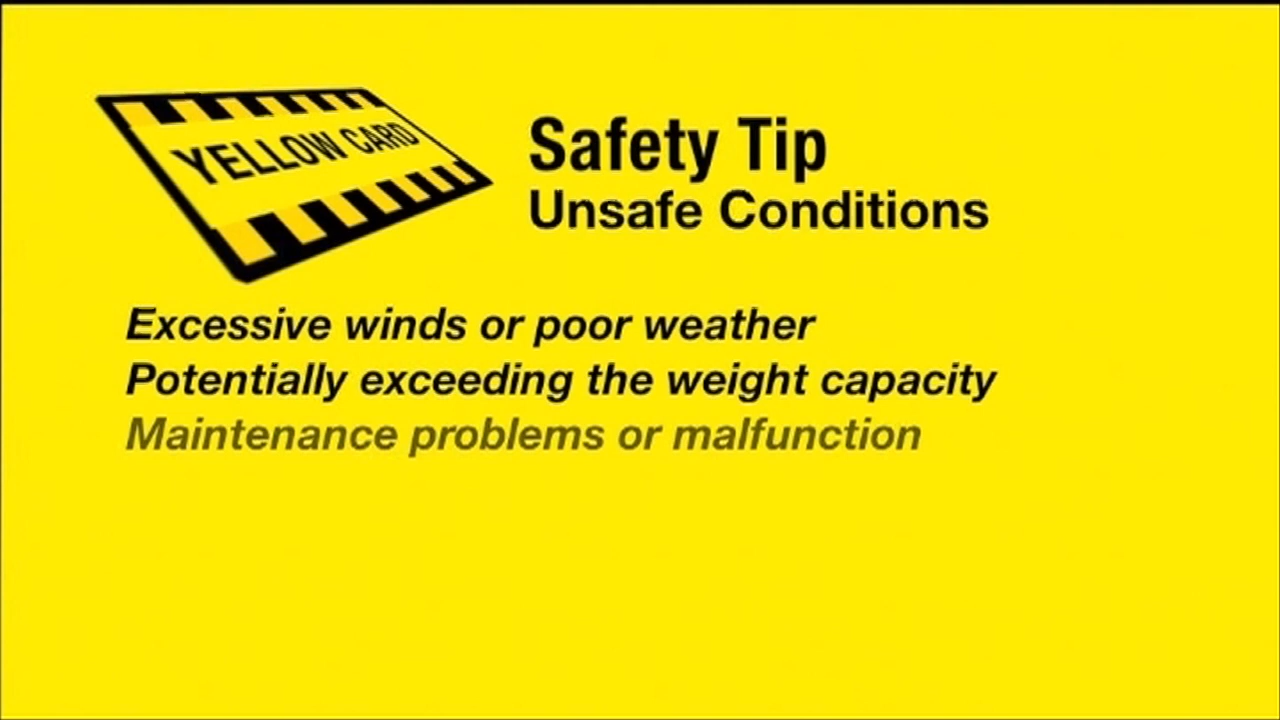 YELLOW CARD
Safety Tip
Unsafe Conditions
Excessive winds or poor weather
Potentially exceeding the weight capacity
Maintenance problems or malfunction